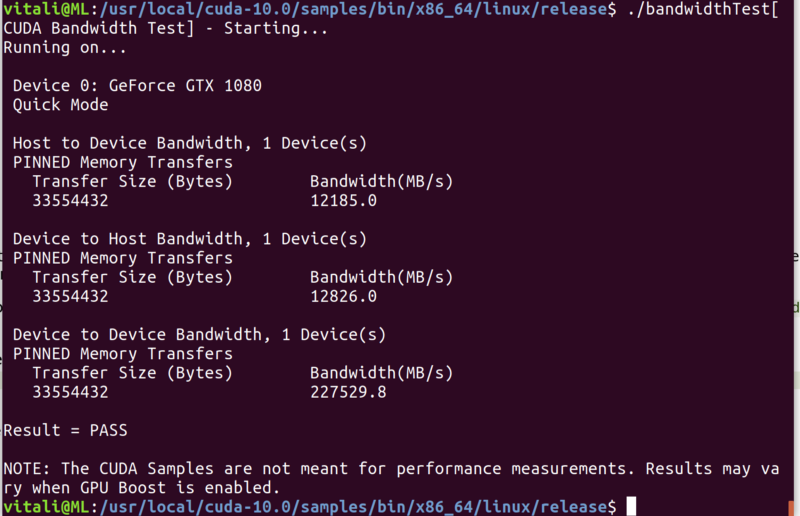 vitali@ML:/usr/local/cuda-10.0/samples/bin/x86_64/linux/release$ ./bandwidthTest[
CUDA Bandwidth Test] - Starting...
Running on...
Device 0: GeForce GTX 1080
Quick Mode
Host to Device Bandwidth, 1 Device(s)
PINNED Memory Transfers
Transfer Size (Bytes) Bandwidth(MB/s)
33554432 12185.0
Device to Host Bandwidth, 1 Device(s)
PINNED Memory Transfers
Transfer Size (Bytes) Bandwidth(MB/s)
33554432 12826.0
Device to Device Bandwidth, 1 Device(s)
PINNED Memory Transfers
Transfer Size (Bytes) Bandwidth(MB/s)
33554432 227529.8
Result = PASS
NOTE: The CUDA Samples are not meant for performance measurements. Results may va
ry when GPU Boost is enabled.
vitali@ML:/usr/local/cuda-10.0/samples/bin/x86_64/linux/release$